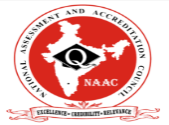 NATIONAL ASSESSMENT AND ACCREDITATION COUNCIL
Q
NAAC
EXCELLENCE • CREDIBILITY • RELEVANCE